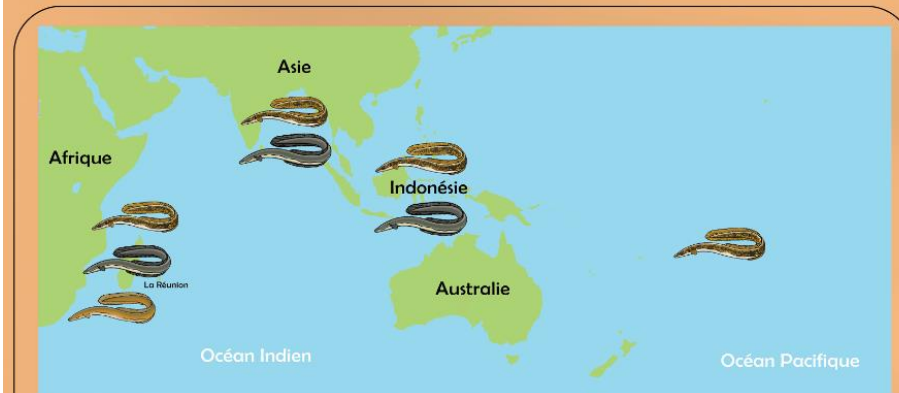 Asie
Afrique
Indonésie
La Réunion
Australie
Océan Indien
Océan Pacifique